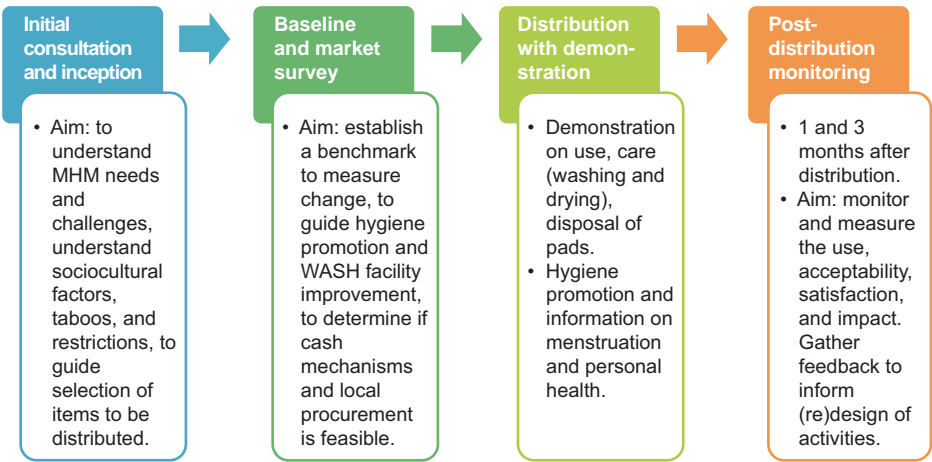 Initial
consultation
and inception
• Aim: to
understand
MHM needs
and
challenges,
understand
sociocultural
factors,
taboos, and
restrictions, to
guide
selection of
items to be
distributed.
Baseline
and market
survey
• Aim: establish
a benchmark
to measure
change, to
guide hygiene
promotion and
WASH facility
improvement,
to determine if
cash
mechanisms
and local
procurement
is feasible.
Distribution
with demon-
stration
• Demonstration
on use, care
(washing and
drying),
disposal of
pads.
• Hygiene
promotion and
information on
menstruation
and personal
health.
Post-
distribution
monitoring
• 1 and 3
months after
distribution.
• Aim: monitor
and measure
the use,
acceptability,
satisfaction,
and impact.
Gather
feedback to
inform
(re)design of
activities.